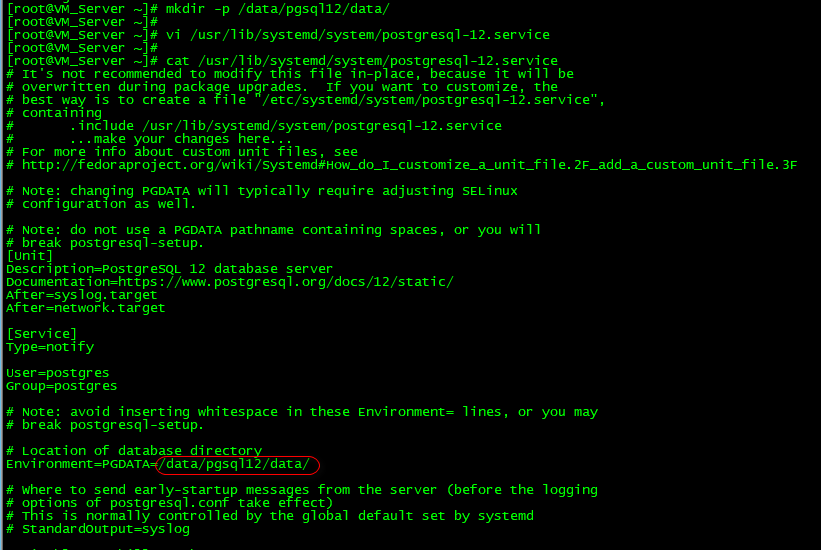 [root@VM_Server ~]# mkdir -p /data/pgsql12/data/
[root@VM_Server ~]#
[root@VM_Server ~]# vi /usr/lib/systemd/system/postgresql-12.service
[root@VM_Server ~]#
[root@VM_Server ~]# cat /usr/lib/systemd/system/postgresql-12.service
# It's not recommended to modify this file in-place, because it will be
# overwritten during package upgrades.  If you want to customize, the
# best way is to create a file "/etc/systemd/system/postgresql-12.service",
# containing
#       .include /usr/lib/systemd/system/postgresql-12.service
#       ...make your changes here...
# For more info about custom unit files, see
# http://fedoraproject.org/wiki/Systemd#How_do_I_customize_a_unit_file.2F_add_a_custom_unit_file.3F
# Note: changing PGDATA will typically require adjusting SELinux
# configuration as well.
# Note: do not use a PGDATA pathname containing spaces, or you will
# break postgresql-setup.
[Unit]
Description=PostgreSQL 12 database server
Documentation=https://www.postgresql.org/docs/12/static/
After=syslog.target
After=network.target
[Service]
Type=notify
User=postgres
Group=postgres
# Note: avoid inserting whitespace in these Environment= lines, or you may
# break postgresql-setup.
# Location of database directory
Environment=PGDATA=/data/pgsql12/data/
# Where to send early-startup messages from the server (before the logging
# options of postgresql.conf take effect)
# This is normally controlled by the global default set by systemd
# StandardOutput=syslog